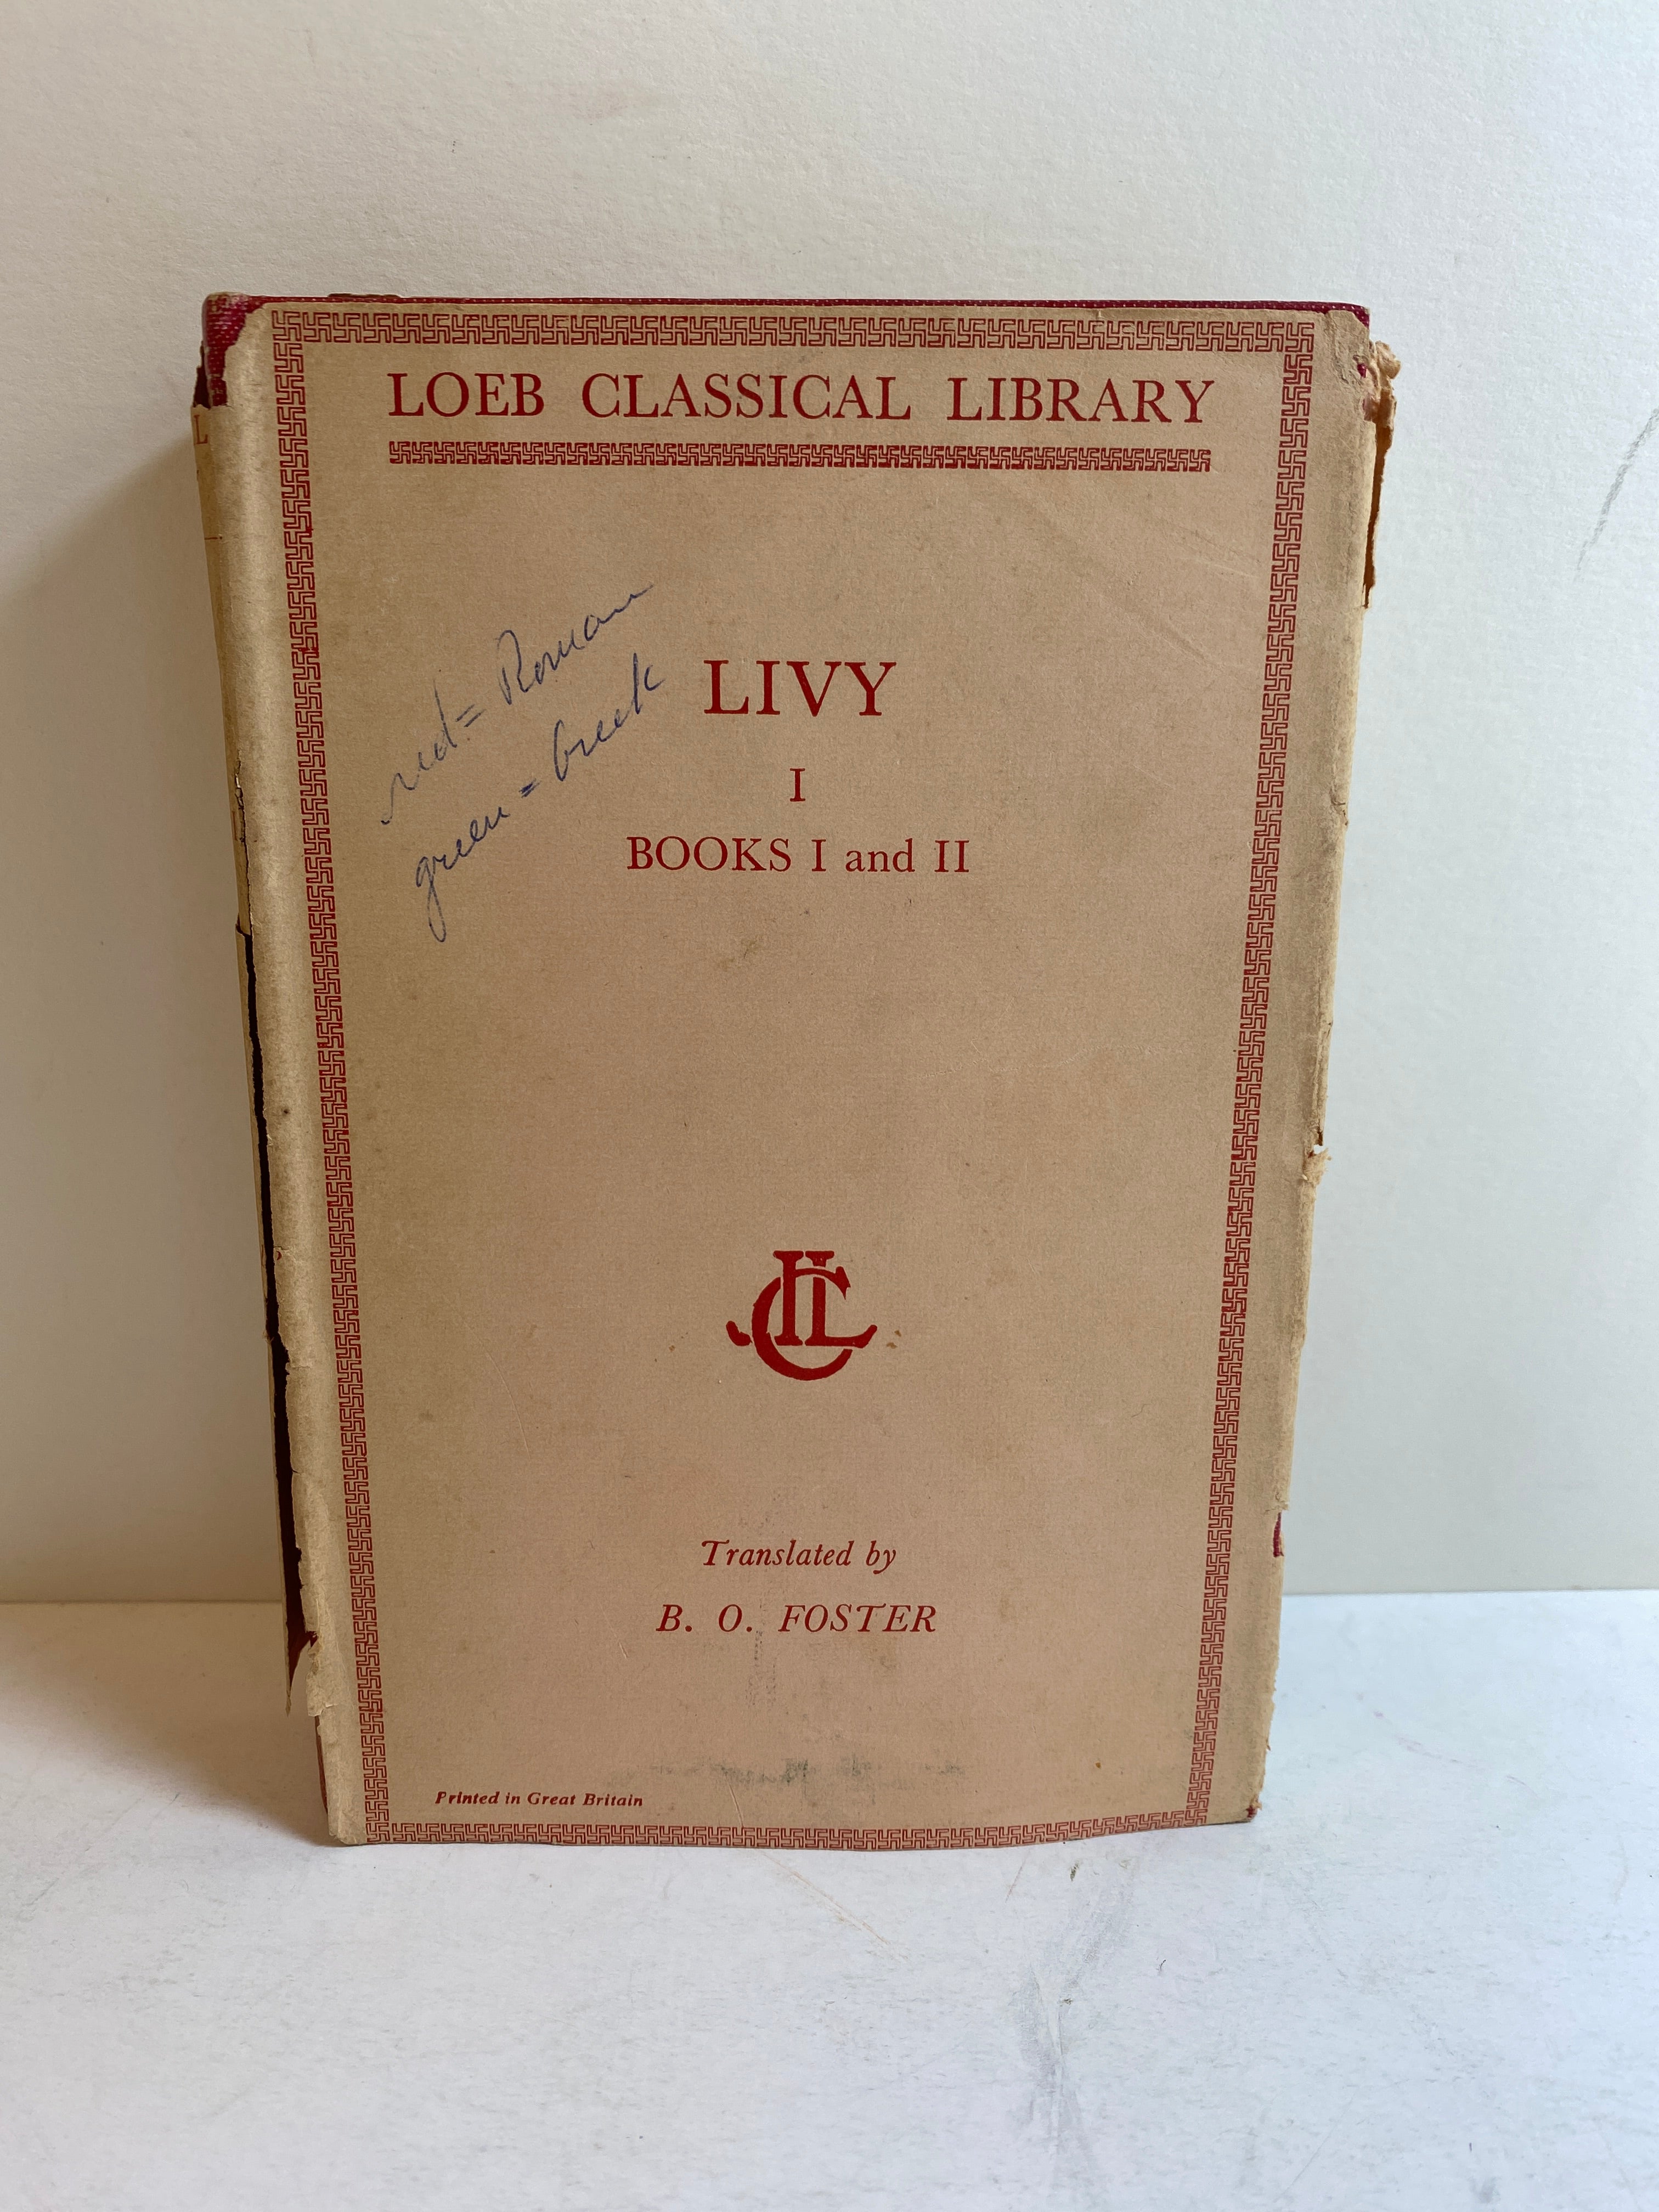 LOEB CLASSICAL LIBRARY
red = Roman
green = Greek
LIVY
I
BOOKS I and II
LCL
Translated by
B. O. FOSTER
Printed in Great Britain
L